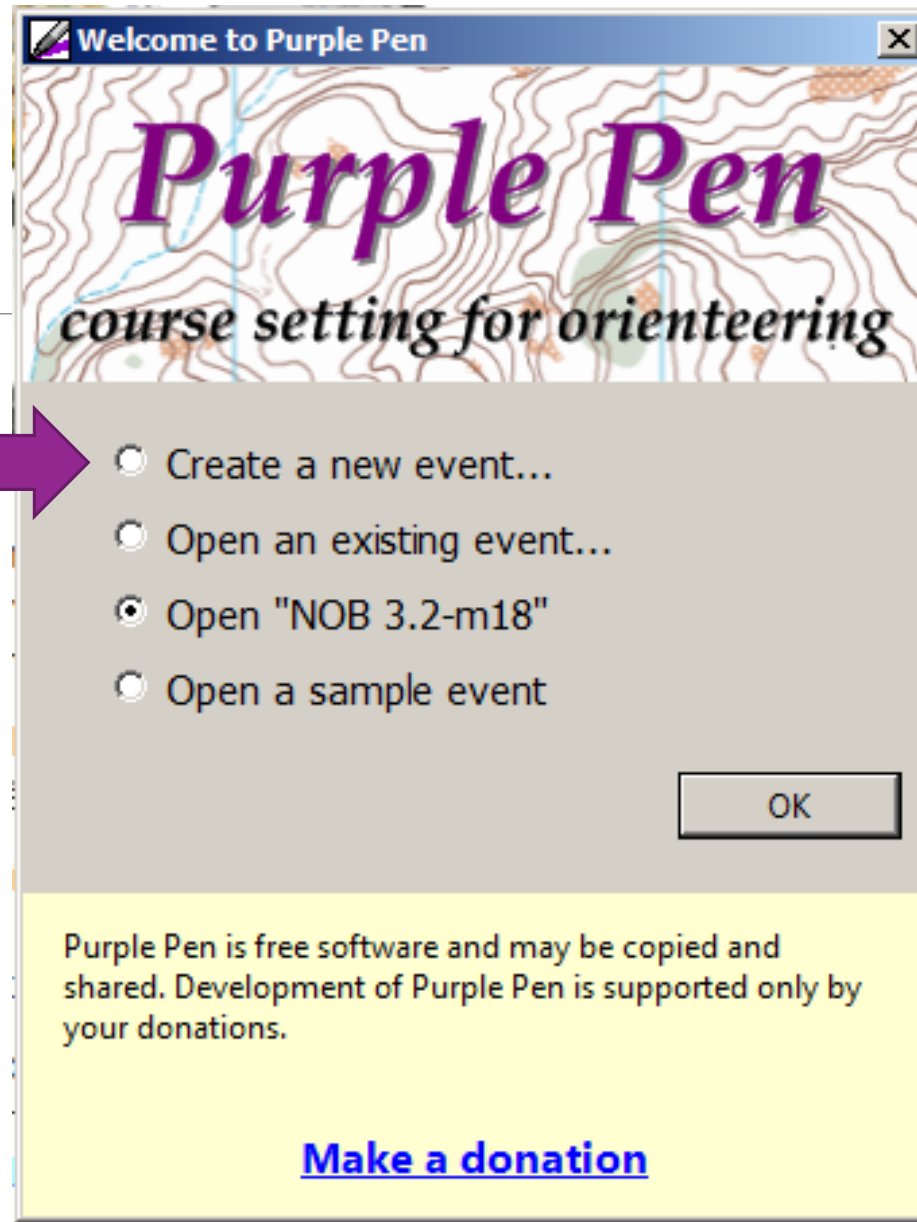 Welcome to Purple Pen
Purple Pen
course setting for orienteering
Create a new event...
Open an existing event...
Open "NOB 3.2-m18"
Open a sample event
OK
Purple Pen is free software and may be copied and
shared. Development of Purple Pen is supported only by
your donations.
Make a donation